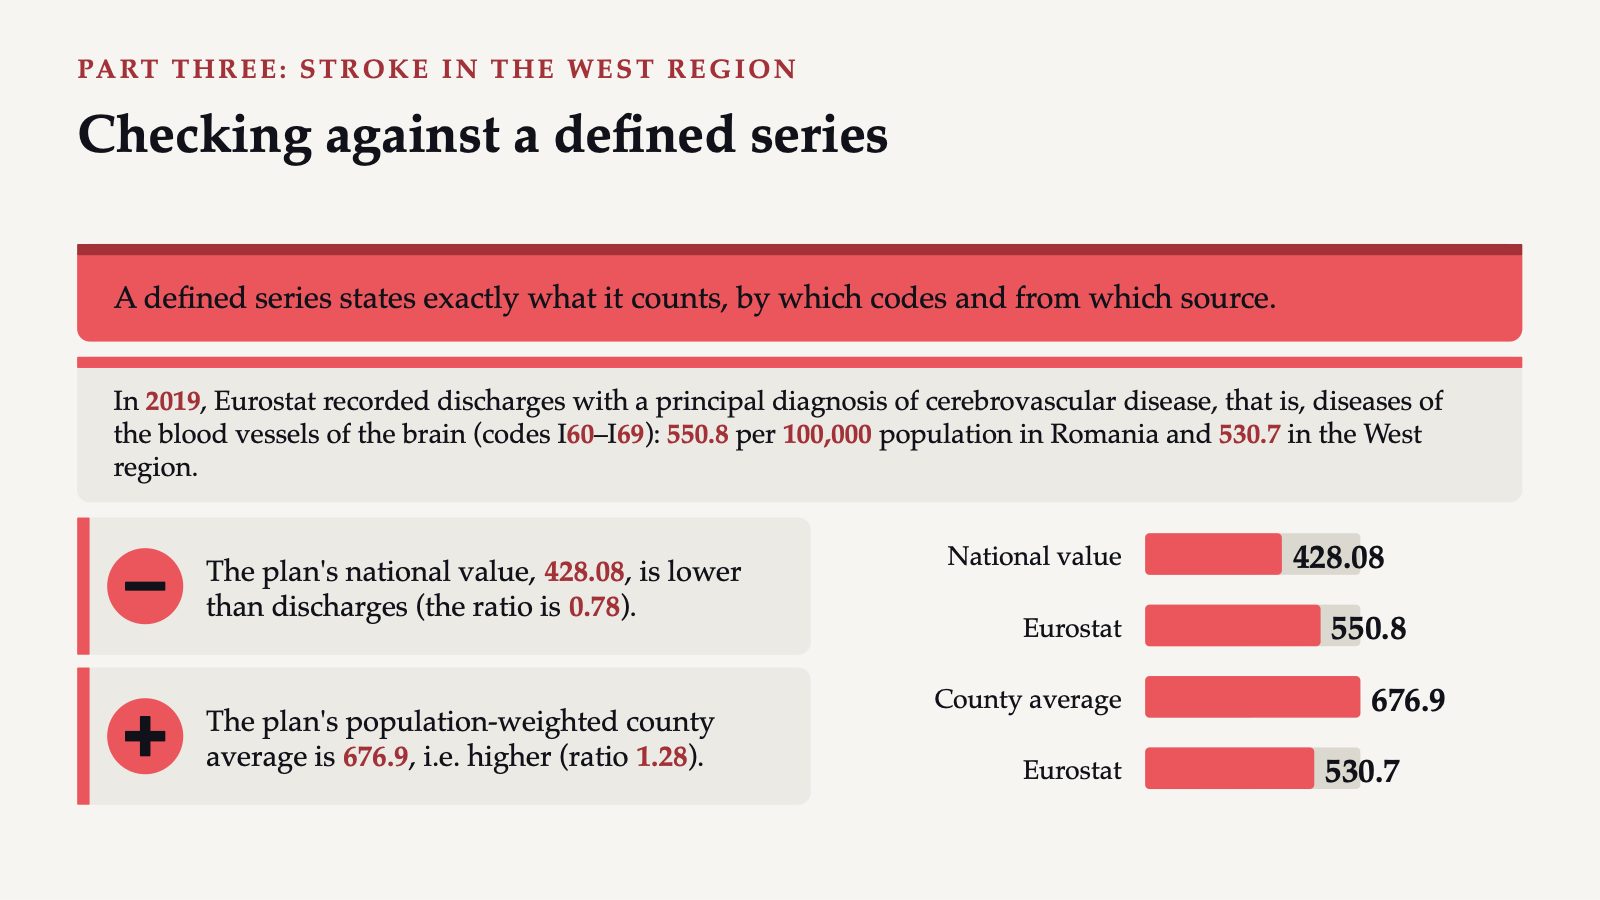 PART THREE: STROKE IN THE WEST REGION
Checking against a defined series
A defined series states exactly what it counts, by which codes and from which source.
In 2019, Eurostat recorded discharges with a principal diagnosis of cerebrovascular disease, that is, diseases of
the blood vessels of the brain (codes I60–I69): 550.8 per 100,000 population in Romania and 530.7 in the West
region.
The plan's national value, 428.08, is lower
than discharges (the ratio is 0.78).
The plan's population-weighted county
average is 676.9, i.e. higher (ratio 1.28).
National value 428.08
Eurostat 550.8
County average 676.9
Eurostat 530.7